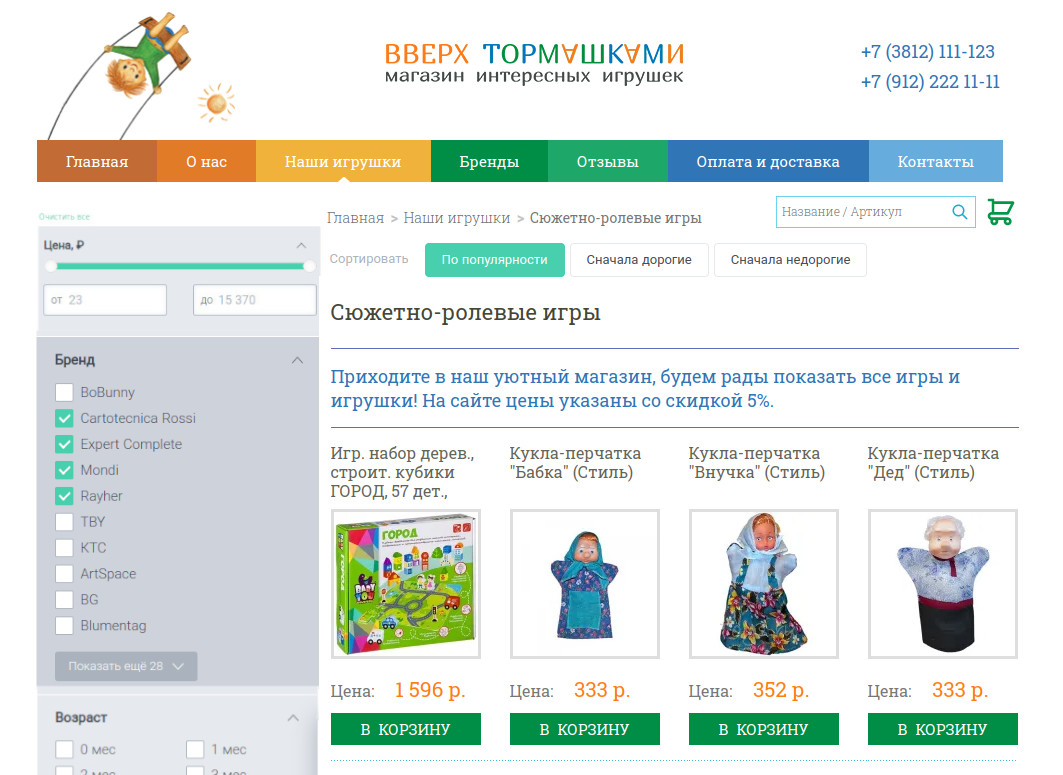 ВВЕРХ ТОРМАШКАМИ
магазин интересных игрушек
+7 (3812) 111-123
+7 (912) 222 11-11
Главная
О нас
Наши игрушки
Бренды
Отзывы
Оплата и доставка
Контакты
Очистить все
Цена, ₽
от 23
до 15 370
Бренд
BoBunny
Cartotecnica Rossi
Expert Complete
Mondi
Rayher
TBY
КТС
ArtSpace
BG
Blumentag
Показать ещё 28
Возраст
0 мес
1 мес
2 мес
3 мес
Главная > Наши игрушки > Сюжетно-ролевые игры
Название / Артикул
Сортировать
По популярности
Сначала дорогие
Сначала недорогие
Сюжетно-ролевые игры
Приходите в наш уютный магазин, будем рады показать все игры и
игрушки! На сайте цены указаны со скидкой 5%.
Игр. набор дерев.,
строит. кубики
ГОРОД, 57 дет.,
ГОРОД
ГОРОД
BABY
TOY
Цена: 1 596 р.
В КОРЗИНУ
Кукла-перчатка
"Бабка" (Стиль)
Цена: 333 р.
В КОРЗИНУ
Кукла-перчатка
"Внучка" (Стиль)
Цена: 352 р.
В КОРЗИНУ
Кукла-перчатка
"Дед" (Стиль)
Цена: 333 р.
В КОРЗИНУ